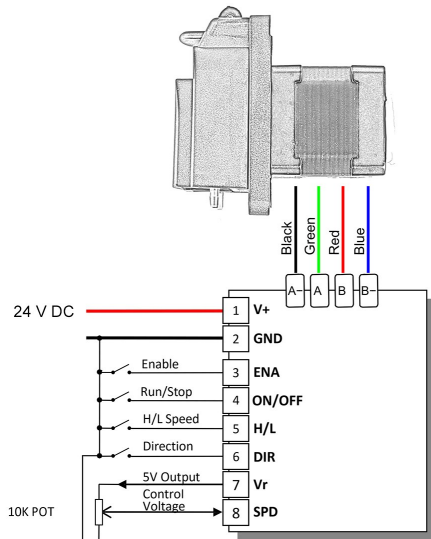 Black
Green
Red
Blue
A– A B B–
24 V DC
1 V+
2 GND
Enable
3 ENA
Run/Stop
4 ON/OFF
H/L Speed
5 H/L
Direction
6 DIR
5V Output
7 Vr
Control
Voltage
10K POT
8 SPD